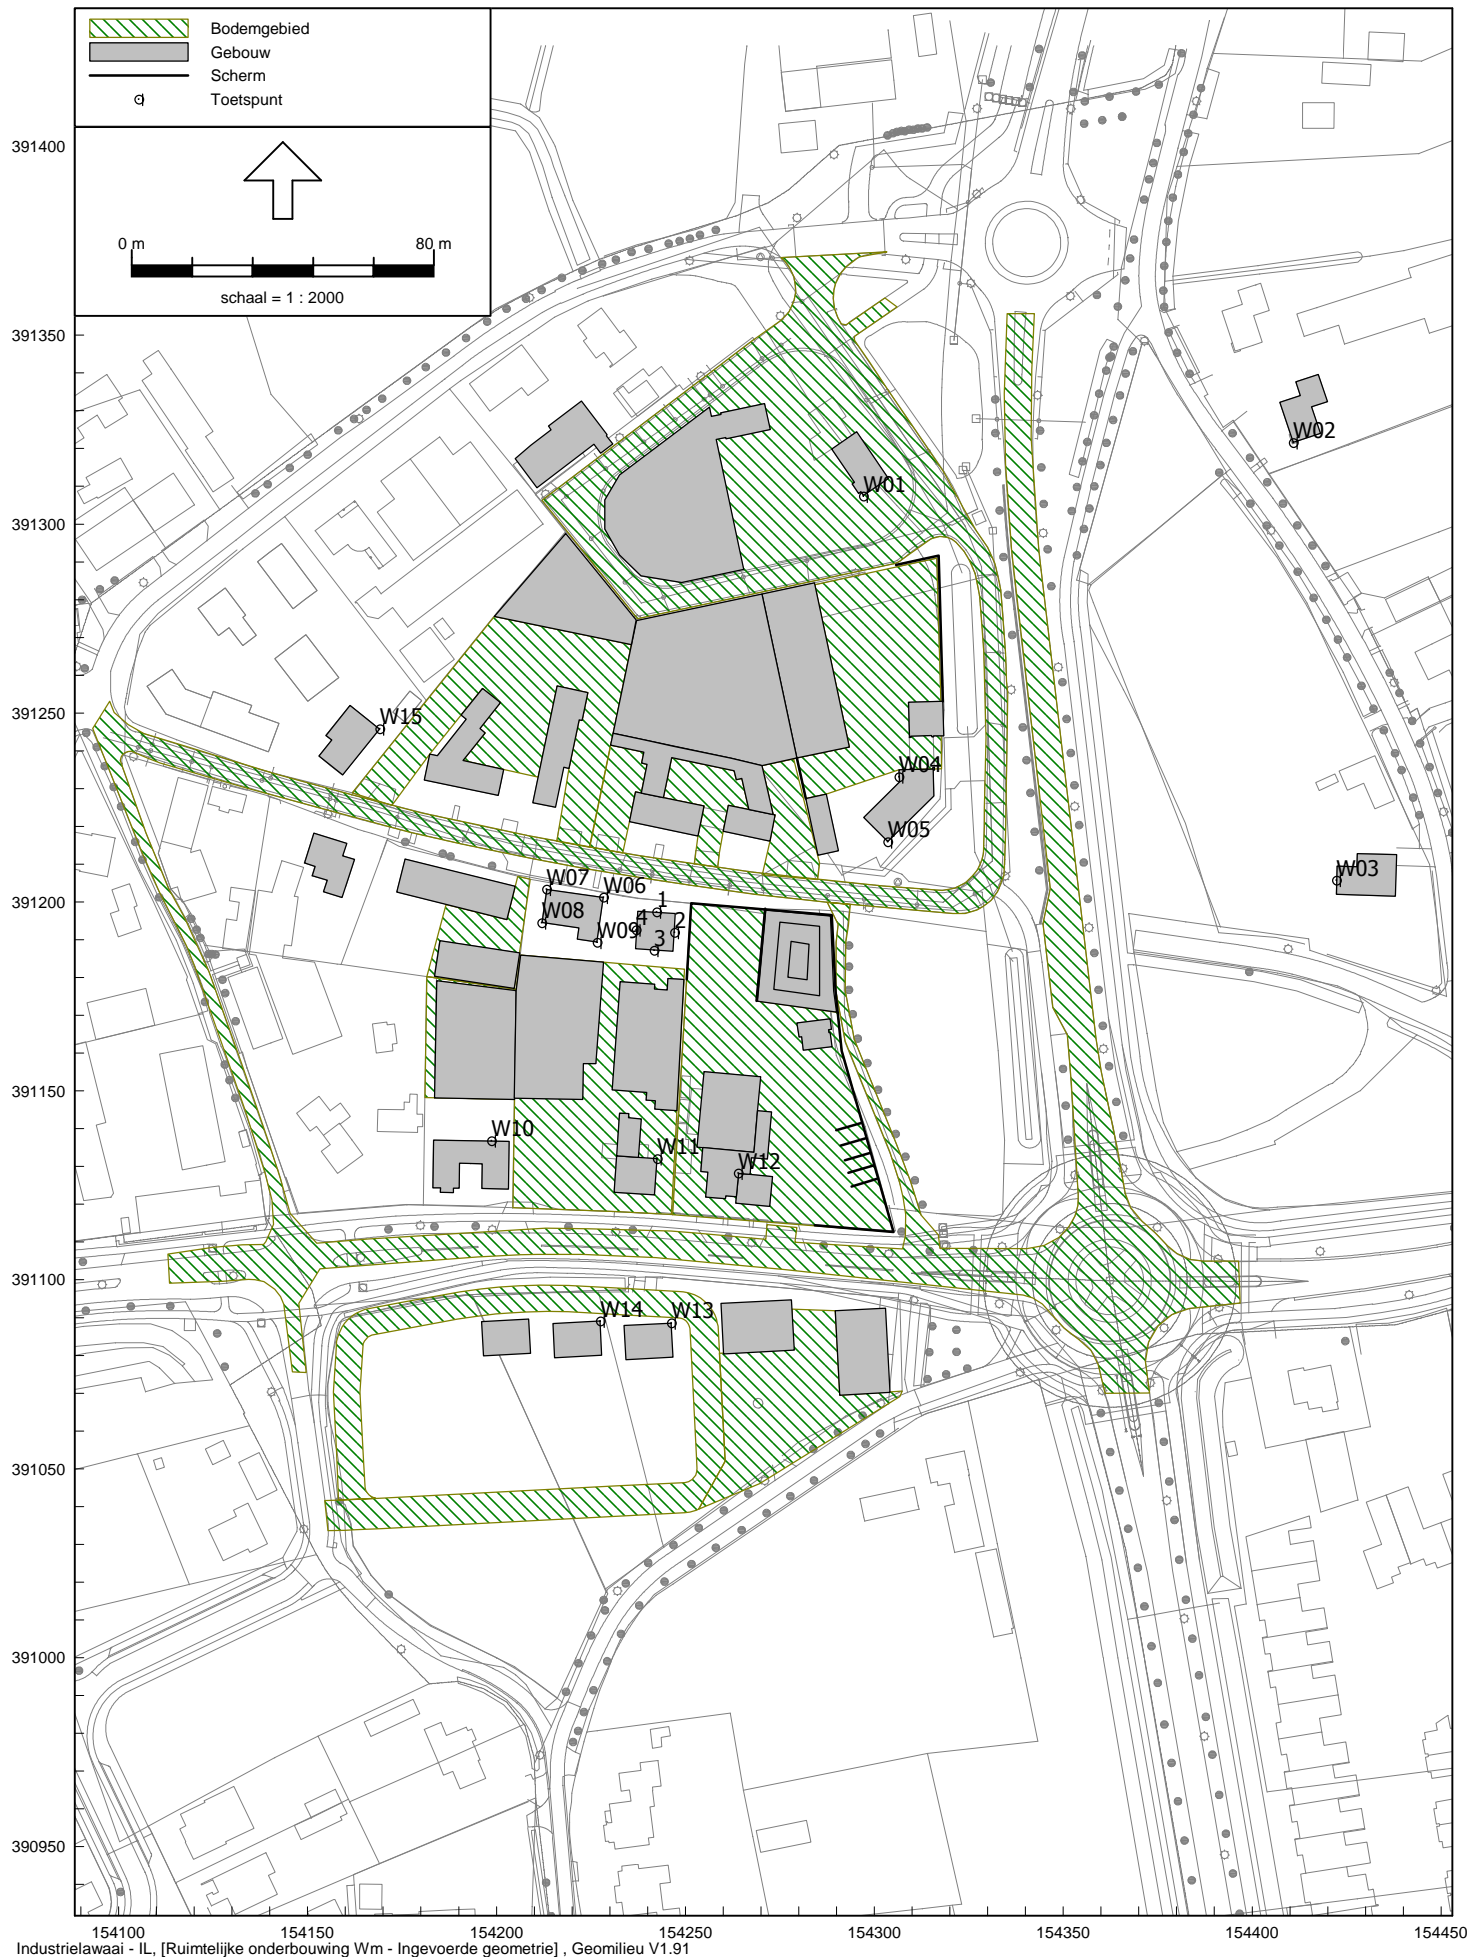 Bodemgebied
Gebouw
Scherm
Toetspunt
0 m 80 m
schaal = 1 : 2000
391400
391350
391300
391250
391200
391150
391100
391050
391000
390950
W02
W01
W15
W04
W05
W03
W07
W06
W08
W09
1
4
2
3
W10
W11
W12
W14
W13
154100 154150 154200 154250 154300 154350 154400 154450
Industrielawaai - IL, [Ruimtelijke onderbouwing Wm - Ingevoerde geometrie] , Geomilieu V1.91